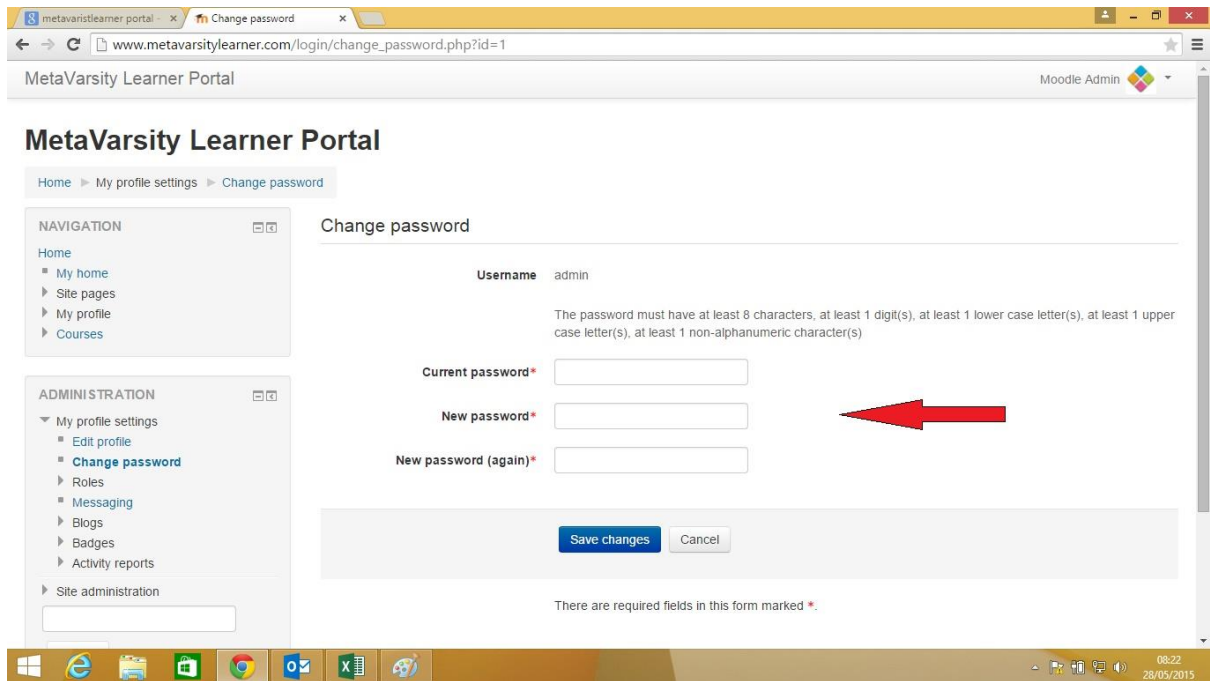 metavaristlearner portal -
Change password
www.metavarsitylearner.com/login/change_password.php?id=1
MetaVarsity Learner Portal
Moodle Admin
MetaVarsity Learner Portal
Home My profile settings Change password
NAVIGATION
Home
My home
Site pages
My profile
Courses
ADMINISTRATION
My profile settings
Edit profile
Change password
Roles
Messaging
Blogs
Badges
Activity reports
Site administration
Change password
Username admin
The password must have at least 8 characters, at least 1 digit(s), at least 1 lower case letter(s), at least 1 upper
case letter(s), at least 1 non-alphanumeric character(s)
Current password*
New password*
New password (again)*
Save changes Cancel
There are required fields in this form marked *.
08:22
28/05/2015